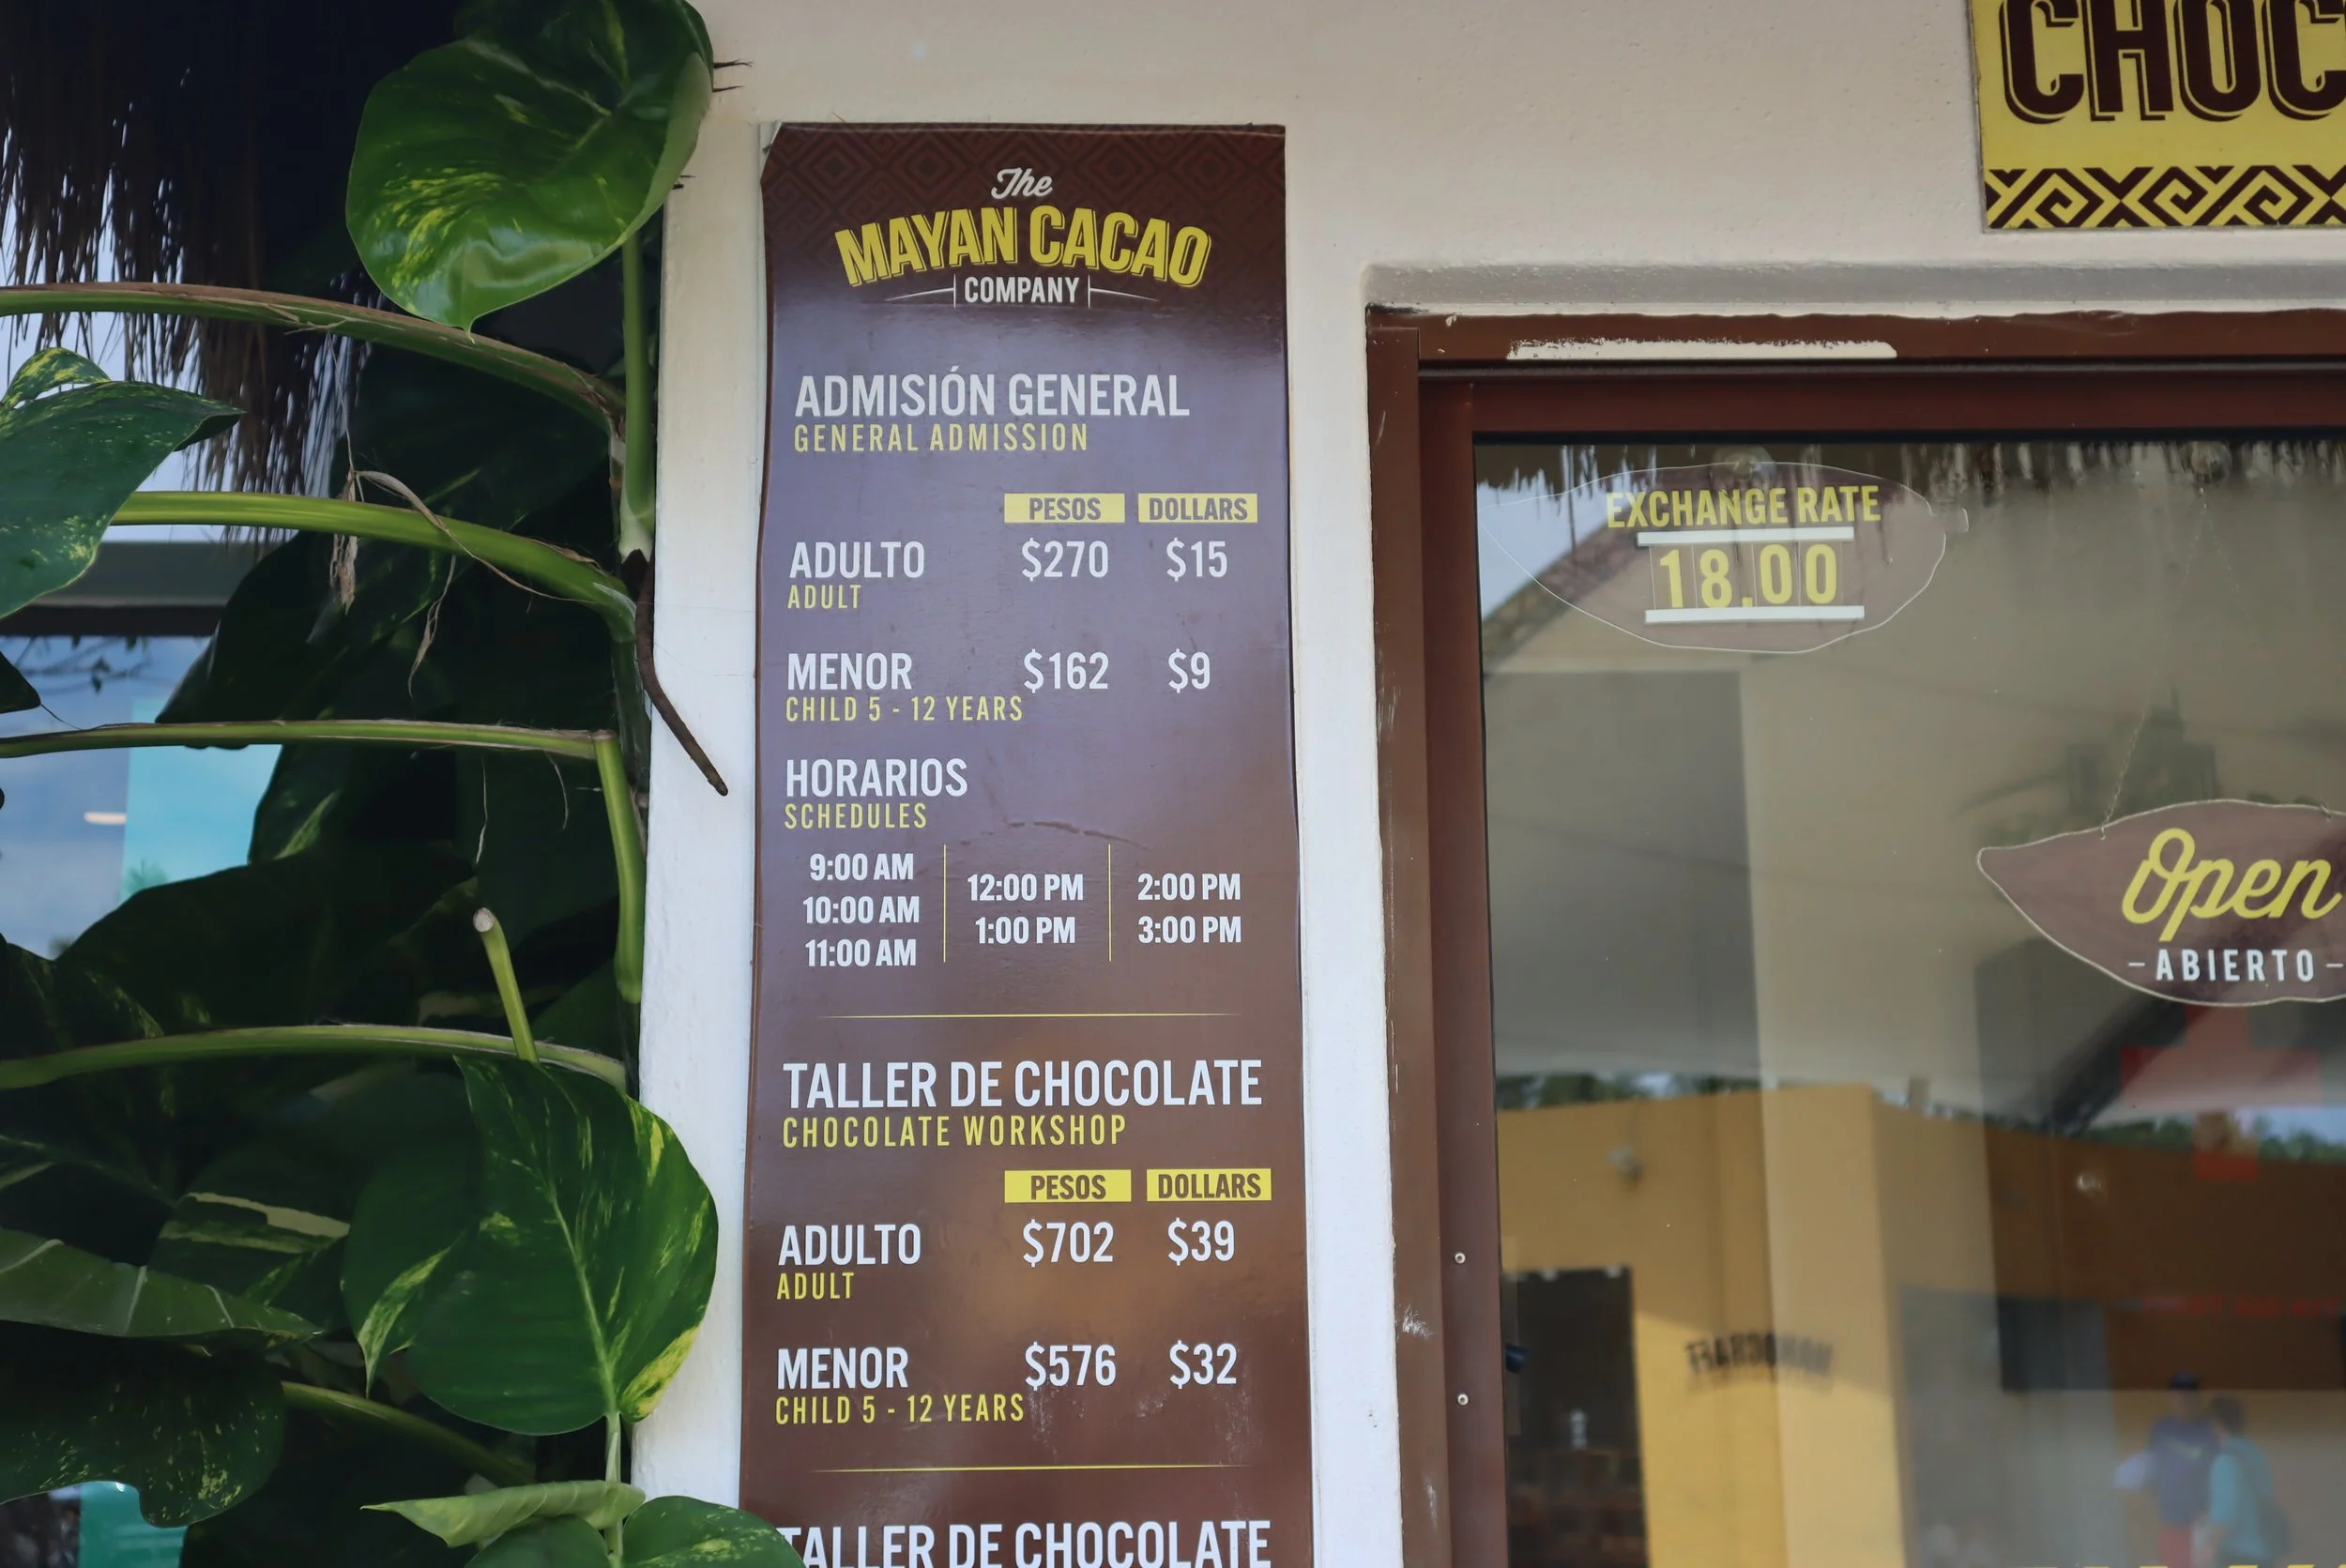 The
MAYAN CACAO
COMPANY
ADMISIÓN GENERAL
GENERAL ADMISSION
PESOS DOLLARS
ADULTO $270 $15
ADULT
MENOR $162 $9
CHILD 5 - 12 YEARS
HORARIOS
SCHEDULES
9:00 AM
10:00 AM
11:00 AM
12:00 PM
1:00 PM
2:00 PM
3:00 PM
TALLER DE CHOCOLATE
CHOCOLATE WORKSHOP
PESOS DOLLARS
ADULTO $702 $39
ADULT
MENOR $576 $32
CHILD 5 - 12 YEARS
TALLER DE CHOCOLATE
CHOC
EXCHANGE RATE
18.00
Open
-ABIERTO-